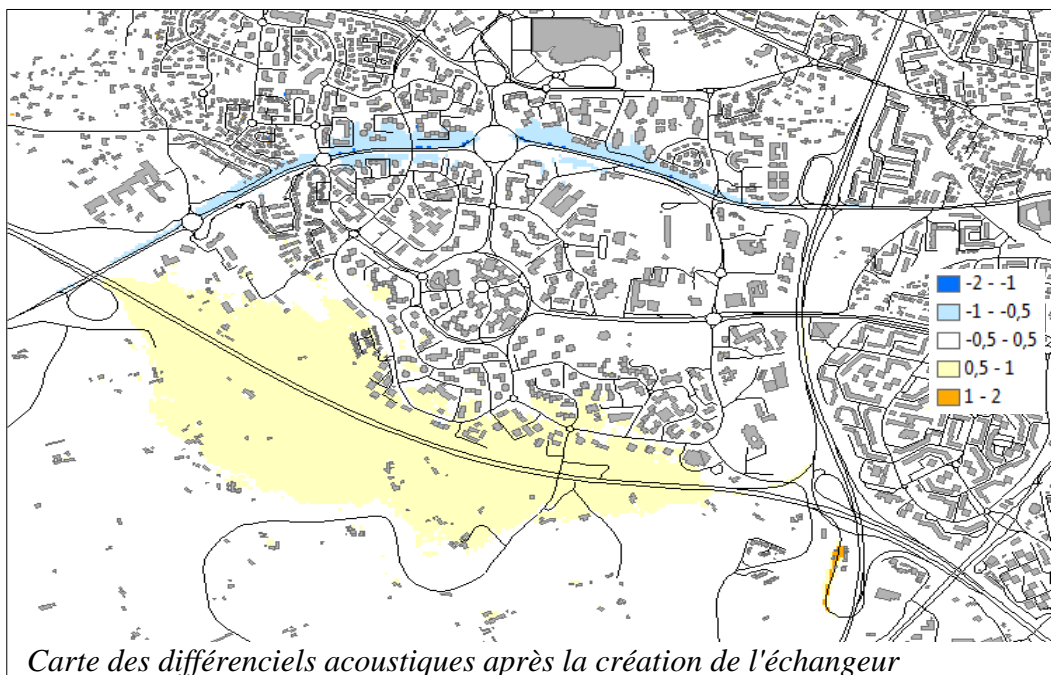 -2 - -1
-1 - -0,5
-0,5 - 0,5
0,5 - 1
1 - 2
Carte des différenciels acoustiques après la création de l'échangeur